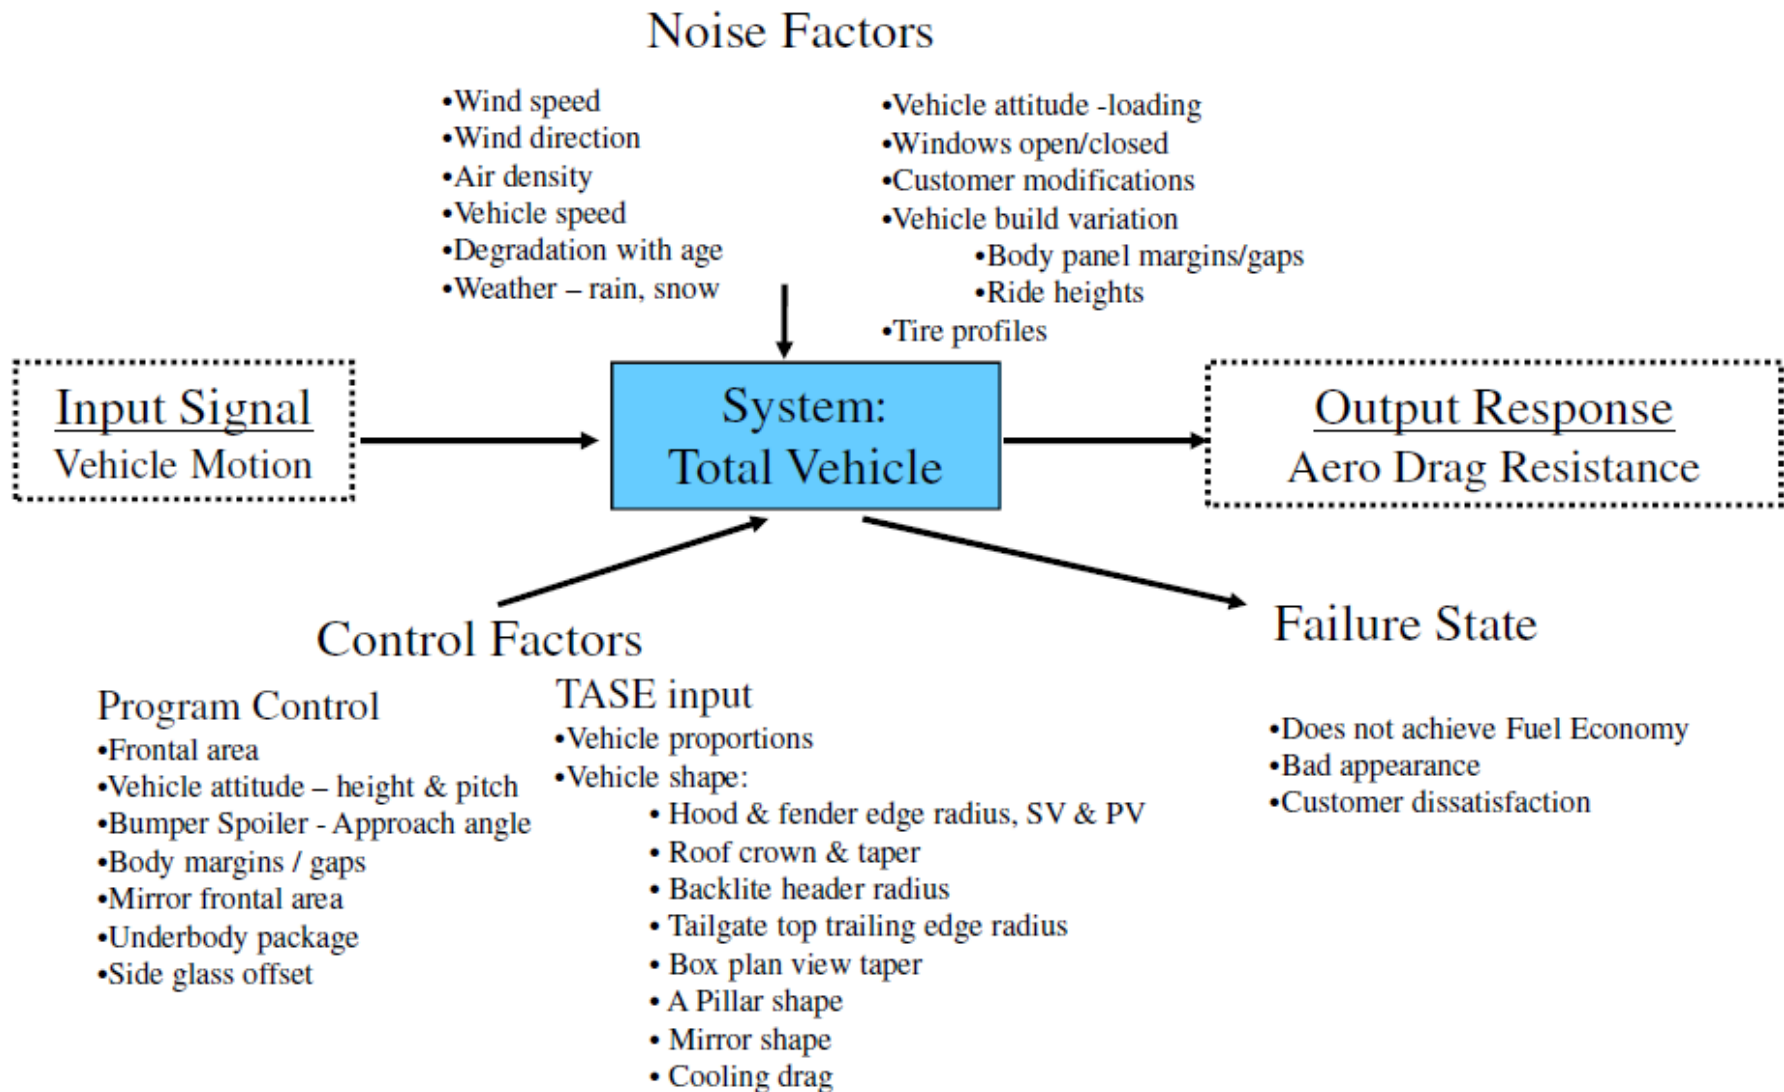 Noise Factors
•Wind speed
•Wind direction
•Air density
•Vehicle speed
•Degradation with age
•Weather – rain, snow
•Vehicle attitude -loading
•Windows open/closed
•Customer modifications
•Vehicle build variation
•Body panel margins/gaps
•Ride heights
•Tire profiles
Input Signal
Vehicle Motion
System:
Total Vehicle
Output Response
Aero Drag Resistance
Control Factors
Program Control
•Frontal area
•Vehicle attitude – height & pitch
•Bumper Spoiler - Approach angle
•Body margins / gaps
•Mirror frontal area
•Underbody package
•Side glass offset
TASE input
•Vehicle proportions
•Vehicle shape:
• Hood & fender edge radius, SV & PV
• Roof crown & taper
• Backlite header radius
• Tailgate top trailing edge radius
• Box plan view taper
• A Pillar shape
• Mirror shape
• Cooling drag
Failure State
•Does not achieve Fuel Economy
•Bad appearance
•Customer dissatisfaction